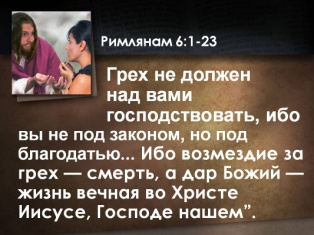 Римлянам 6:1-23
Грех не должен
над вами
господствовать, ибо
вы не под законом, но под
благодатью... Ибо возмездие за
грех — смерть, а дар Божий —
жизнь вечная во Христе
Иисусе, Господе нашем”.